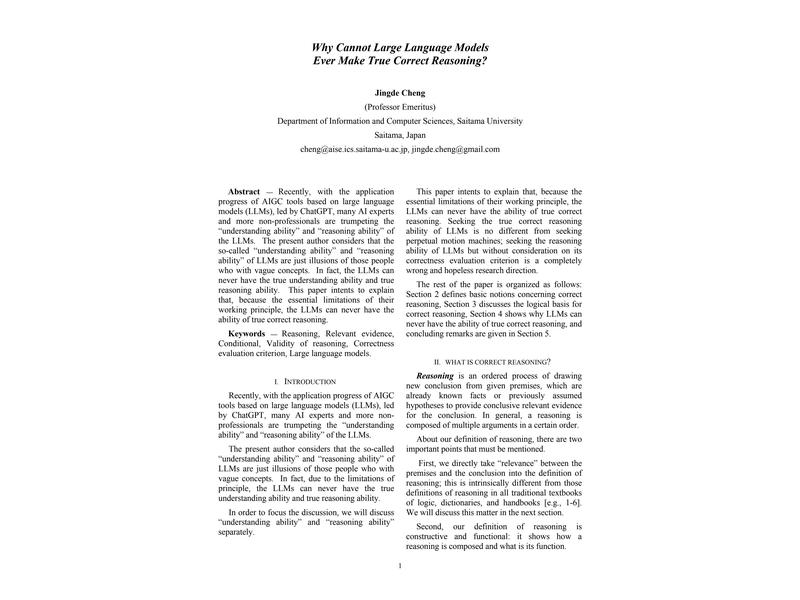 Why Cannot Large Language Models
Ever Make True Correct Reasoning?
Jingde Cheng
(Professor Emeritus)
Department of Information and Computer Sciences, Saitama University
Saitama, Japan
cheng@aise.ics.saitama-u.ac.jp, jingde.cheng@gmail.com
Abstract — Recently, with the application
progress of AIGC tools based on large language
models (LLMs), led by ChatGPT, many AI experts
and more non-professionals are trumpeting the
“understanding ability” and “reasoning ability” of
the LLMs. The present author considers that the
so-called “understanding ability” and “reasoning
ability” of LLMs are just illusions of those people
who with vague concepts. In fact, the LLMs can
never have the true understanding ability and true
reasoning ability. This paper intents to explain
that, because the essential limitations of their
working principle, the LLMs can never have the
ability of true correct reasoning.
Keywords — Reasoning, Relevant evidence,
Conditional, Validity of reasoning, Correctness
evaluation criterion, Large language models.
I. INTRODUCTION
Recently, with the application progress of AIGC
tools based on large language models (LLMs), led
by ChatGPT, many AI experts and more non-
professionals are trumpeting the “understanding
ability” and “reasoning ability” of the LLMs.
The present author considers that the so-called
“understanding ability” and “reasoning ability” of
LLMs are just illusions of those people who with
vague concepts. In fact, due to the limitations of
principle, the LLMs can never have the true
understanding ability and true reasoning ability.
In order to focus the discussion, we will discuss
“understanding ability” and “reasoning ability”
separately.
This paper intents to explain that, because the
essential limitations of their working principle, the
LLMs can never have the ability of true correct
reasoning. Seeking the true correct reasoning
ability of LLMs is no different from seeking
perpetual motion machines; seeking the reasoning
ability of LLMs but without consideration on its
correctness evaluation criterion is a completely
wrong and hopeless research direction.
The rest of the paper is organized as follows:
Section 2 defines basic notions concerning correct
reasoning, Section 3 discusses the logical basis for
correct reasoning, Section 4 shows why LLMs can
never have the ability of true correct reasoning, and
concluding remarks are given in Section 5.
II. WHAT IS CORRECT REASONING?
Reasoning is an ordered process of drawing
new conclusion from given premises, which are
already known facts or previously assumed
hypotheses to provide conclusive relevant evidence
for the conclusion. In general, a reasoning is
composed of multiple arguments in a certain order.
About our definition of reasoning, there are two
important points that must be mentioned.
First, we directly take “relevance” between the
premises and the conclusion into the definition of
reasoning; this is intrinsically different from those
definitions of reasoning in all traditional textbooks
of logic, dictionaries, and handbooks [e.g., 1-6].
We will discuss this matter in the next section.
Second, our definition of reasoning is
constructive and functional: it shows how a
reasoning is composed and what is its function.
1